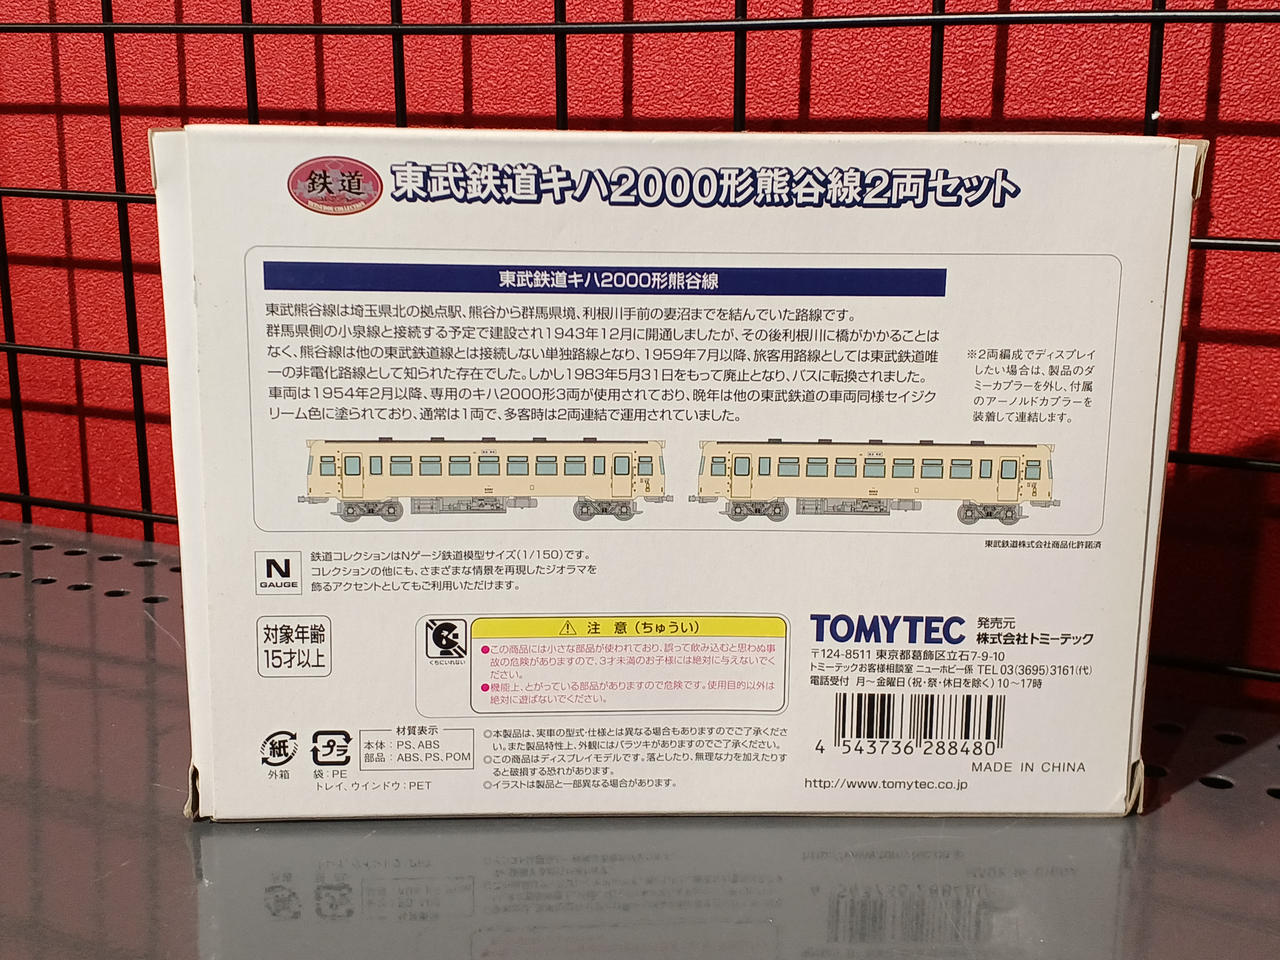 鉄道 東武鉄道キハ2000形熊谷線2両セット
東武鉄道キハ2000形熊谷線
東武熊谷線は埼玉県北の拠点駅、熊谷から群馬県境、利根川手前の妻沼までを結んでいた路線です。
群馬県側の小泉線と接続する予定で建設され1943年12月に開通しましたが、その後利根川に橋がかかることは
なく、熊谷線は他の東武鉄道線とは接続しない単独路線となり、1959年7月以降、旅客用路線としては東武鉄道唯
一の非電化路線として知られた存在でした。しかし1983年5月31日をもって廃止となり、バスに転換されました。
車両は1954年2月以降、専用のキハ2000形3両が使用されており、晩年は他の東武鉄道の車両同様セイジク
リーム色に塗られており、通常は1両で、多客時は2両連結で運用されていました。
※2両編成でディスプレイ
したい場合は、製品のダ
ミーカプラーを外し、付属
のアーノルドカプラーを
装着して連結します。
東武鉄道株式会社商品化許諾済
N
GAUGE
鉄道コレクションはNゲージ鉄道模型サイズ(1/150)です。
コレクションの他にも、さまざまな情景を再現したジオラマを
飾るアクセントとしてもご利用いただけます。
対象年齢
15才以上
くちにいれない
注 意(ちゅうい)
●この商品には小さな部品が使われており、誤って飲み込むと思わぬ事
故の危険がありますので、3才未満のお子様には絶対に与えないでく
ださい。
●機能上、とがっている部品がありますので危険です。使用目的以外は
絶対に遊ばないでください。
TOMYTEC 発売元
株式会社トミーテック
〒124-8511 東京都葛飾区立石7-9-10
トミーテックお客様相談室 ニューホビー係 TEL 03(3695)3161(代)
電話受付 月~金曜日(祝・祭・休日を除く)10~17時
4 543736 288480
MADE IN CHINA
http://www.tomytec.co.jp
紙
外箱
プラ
袋:PE
トレイ、ウインドウ:PET
材質表示
本体:PS、ABS
部品:ABS、PS、POM
◎本製品は、実車の型式・仕様とは異なる場合もありますのでご了承くださ
い。また製品特性上、外観にはバラツキがありますのでご了承ください。
◎この商品はディスプレイモデルです。落としたり、無理な力を加えたりす
ると破損する恐れがあります。
◎イラストは製品と一部異なる場合があります。